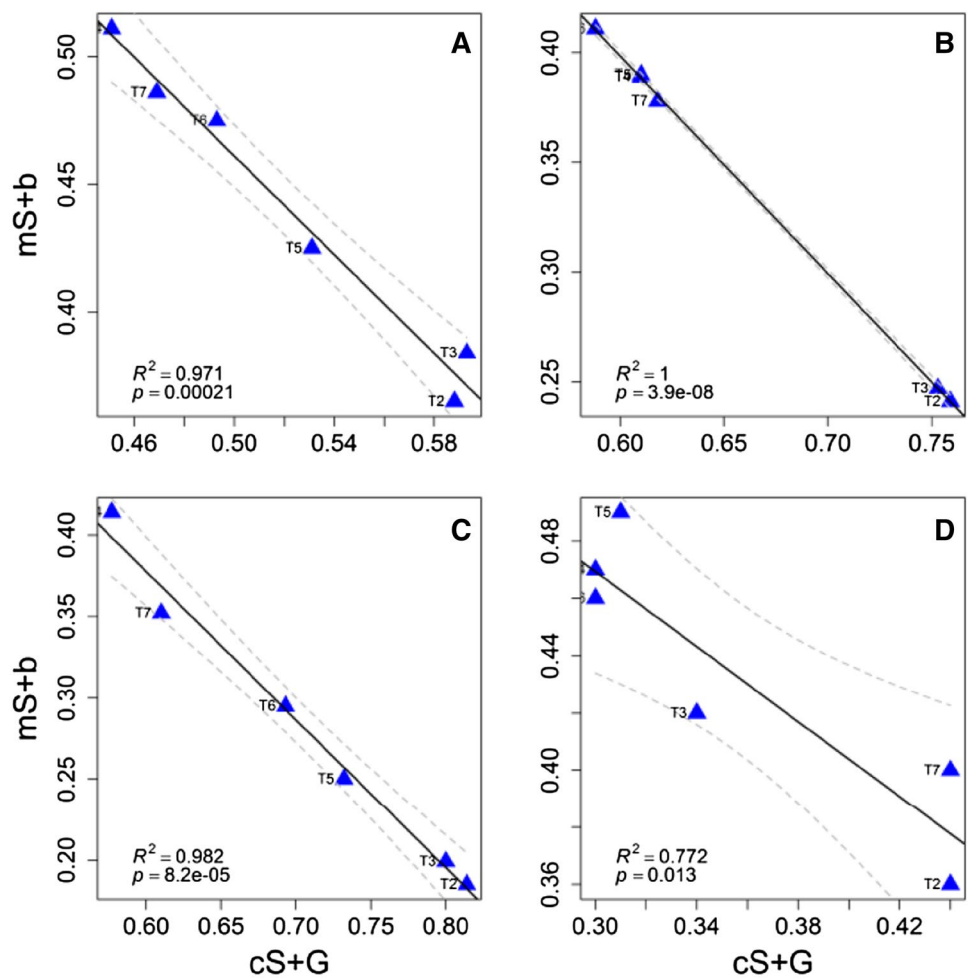 A
mS+b
0.50
0.45
0.40
T7
T6
T5
T3
T2
R² = 0.971
p = 0.00021
0.46 0.50 0.54 0.58
B
0.40
0.35
0.30
0.25
T7
T3
T2
R² = 1
p = 3.9e-08
0.60 0.65 0.70 0.75
C
mS+b
0.40
0.35
0.30
0.25
0.20
T7
T6
T5
T3
T2
R² = 0.982
p = 8.2e-05
0.60 0.70 0.75 0.80
cS+G
D
0.48
0.44
0.40
0.36
T5
T3
T7
T2
R² = 0.772
p = 0.013
0.30 0.34 0.38 0.42
cS+G